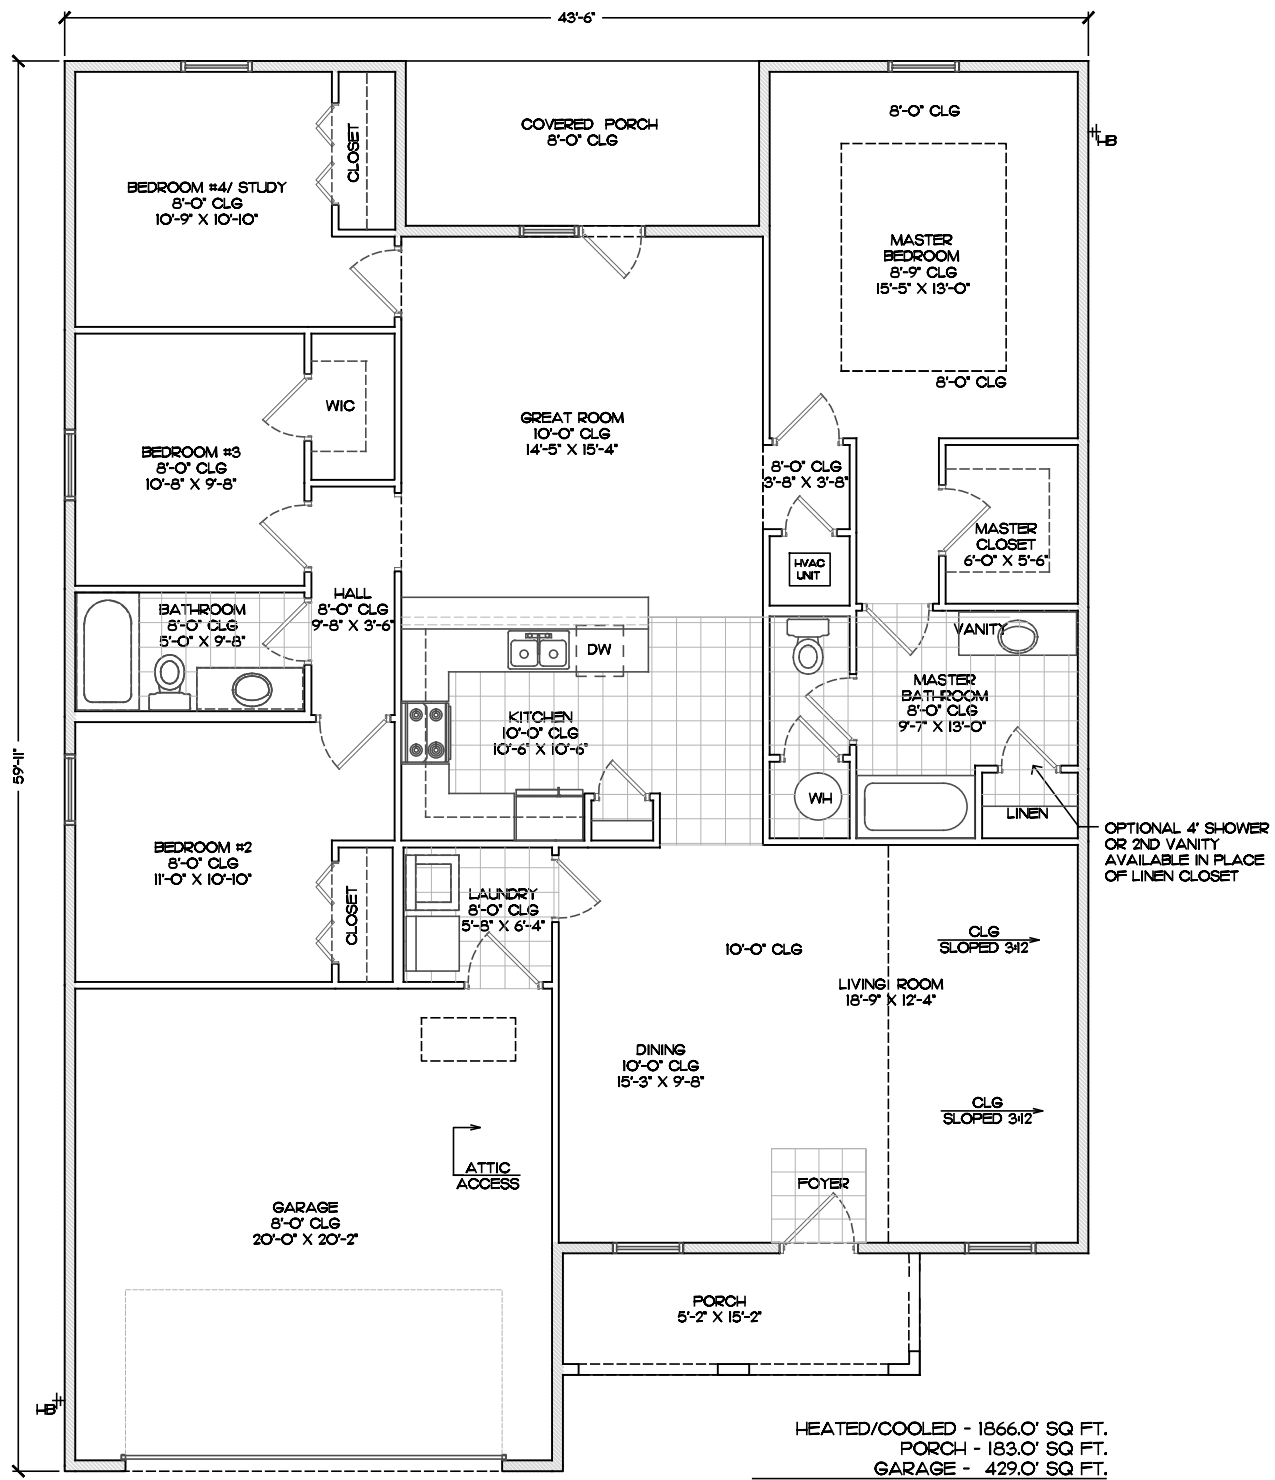 43'-6"
8'-0" CLG
HB
COVERED PORCH
8'-0" CLG
CLOSET
BEDROOM #4/ STUDY
8'-0" CLG
10'-9" X 10'-10"
MASTER
BEDROOM
8'-9" CLG
15'-5" X 13'-0"
8'-0" CLG
WIC
GREAT ROOM
10'-0" CLG
14'-5" X 15'-4"
BEDROOM #3
8'-0" CLG
10'-8" X 9'-8"
8'-0" CLG
3'-8" X 3'-8"
MASTER
CLOSET
6'-0" X 5'-6"
HVAC
UNIT
HALL
8'-0" CLG
9'-8" X 3'-6"
BATHROOM
8'-0" CLG
5'-0" X 9'-8"
VANITY
DW
MASTER
BATHROOM
8'-0" CLG
9'-7" X 13'-0"
KITCHEN
10'-0" CLG
10'-6" X 10'-6"
59'-11"
WH
LINEN
OPTIONAL 4' SHOWER
OR 2ND VANITY
AVAILABLE IN PLACE
OF LINEN CLOSET
BEDROOM #2
8'-0" CLG
11'-0" X 10'-10"
CLOSET
LAUNDRY
8'-0" CLG
5'-8" X 6'-4"
10'-0" CLG
CLG
SLOPED 3:12
LIVING ROOM
18'-9" X 12'-4"
DINING
10'-0" CLG
15'-3" X 9'-8"
CLG
SLOPED 3:12
ATTIC
ACCESS
FOYER
GARAGE
8'-0" CLG
20'-0" X 20'-2"
PORCH
5'-2" X 15'-2"
HB
HEATED/COOLED - 1866.0' SQ FT.
PORCH - 183.0' SQ FT.
GARAGE - 429.0' SQ FT.